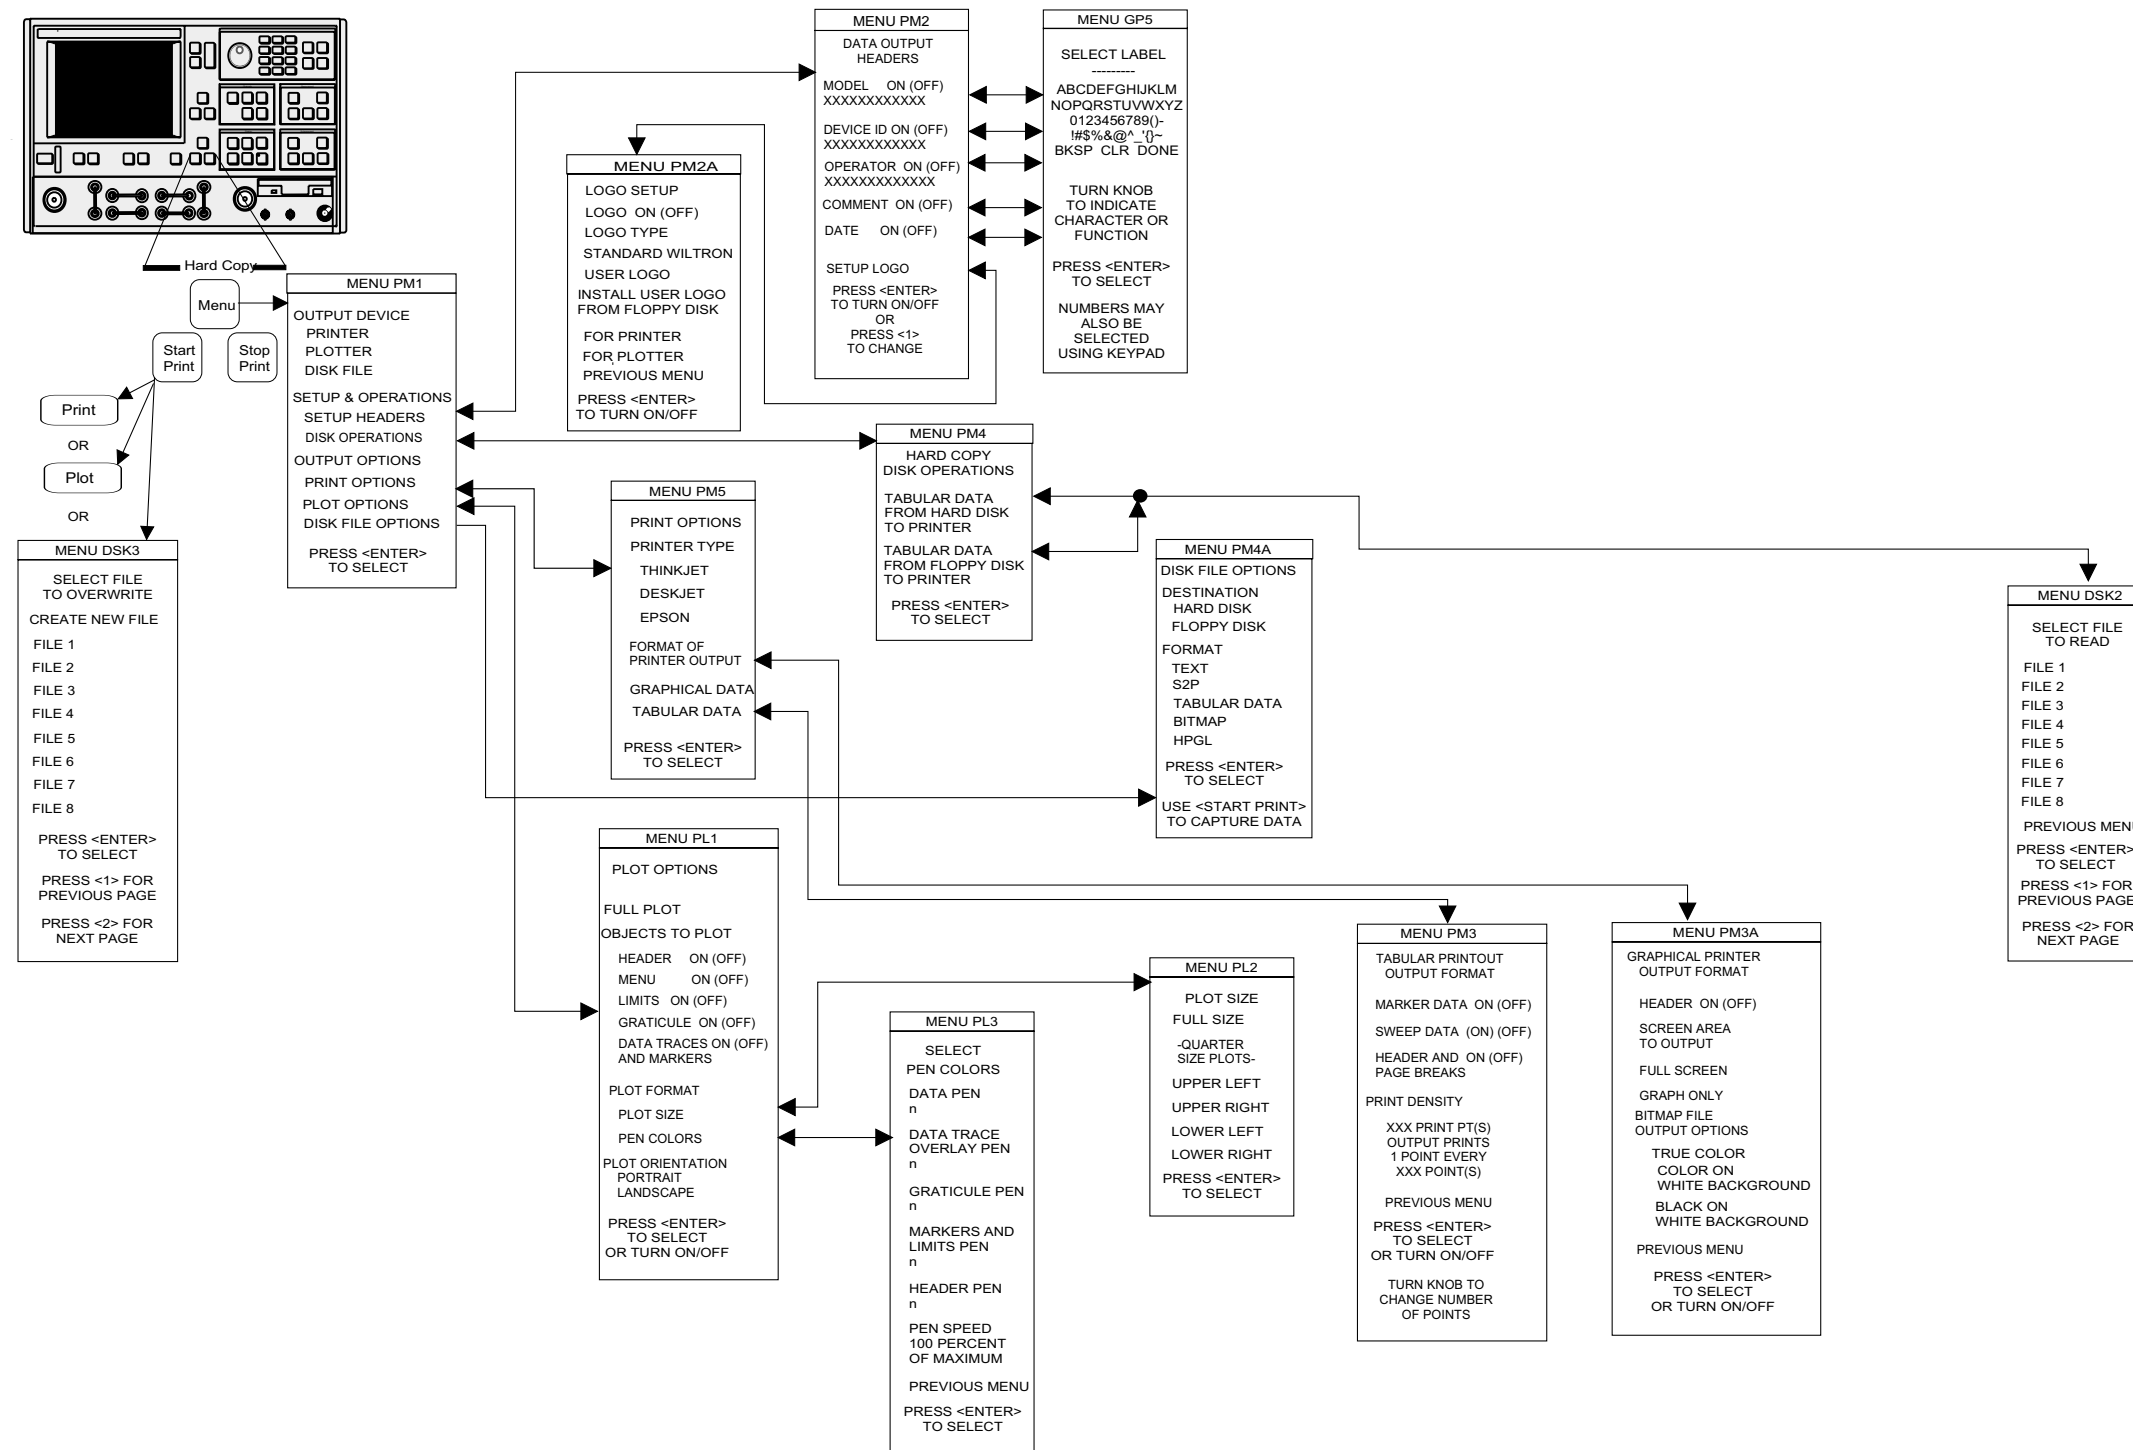 Hard Copy
Menu
Start
Print
Stop
Print
Print
OR
Plot
OR
MENU DSK3
SELECT FILE
TO OVERWRITE
CREATE NEW FILE
FILE 1
FILE 2
FILE 3
FILE 4
FILE 5
FILE 6
FILE 7
FILE 8
PRESS <ENTER>
TO SELECT
PRESS <1> FOR
PREVIOUS PAGE
PRESS <2> FOR
NEXT PAGE
MENU PM1
OUTPUT DEVICE
PRINTER
PLOTTER
DISK FILE
SETUP & OPERATIONS
SETUP HEADERS
DISK OPERATIONS
OUTPUT OPTIONS
PRINT OPTIONS
PLOT OPTIONS
DISK FILE OPTIONS
PRESS <ENTER>
TO SELECT
MENU PM2A
LOGO SETUP
LOGO ON (OFF)
LOGO TYPE
STANDARD WILTRON
USER LOGO
INSTALL USER LOGO
FROM FLOPPY DISK
FOR PRINTER
FOR PLOTTER
PREVIOUS MENU
PRESS <ENTER>
TO TURN ON/OFF
MENU PM2
DATA OUTPUT
HEADERS
MODEL ON (OFF)
XXXXXXXXXXXX
DEVICE ID ON (OFF)
XXXXXXXXXXXX
OPERATOR ON (OFF)
XXXXXXXXXXXXX
COMMENT ON (OFF)
DATE ON (OFF)
SETUP LOGO
PRESS <ENTER>
TO TURN ON/OFF
OR
PRESS <1>
TO CHANGE
MENU GP5
SELECT LABEL
---------
ABCDEFGHIJKLM
NOPQRSTUVWXYZ
0123456789()-
!#$%&@^_'{}~
BKSP CLR DONE
TURN KNOB
TO INDICATE
CHARACTER OR
FUNCTION
PRESS <ENTER>
TO SELECT
NUMBERS MAY
ALSO BE
SELECTED
USING KEYPAD
MENU PM4
HARD COPY
DISK OPERATIONS
TABULAR DATA
FROM HARD DISK
TO PRINTER
TABULAR DATA
FROM FLOPPY DISK
TO PRINTER
PRESS <ENTER>
TO SELECT
MENU PM5
PRINT OPTIONS
PRINTER TYPE
THINKJET
DESKJET
EPSON
FORMAT OF
PRINTER OUTPUT
GRAPHICAL DATA
TABULAR DATA
PRESS <ENTER>
TO SELECT
MENU PM4A
DISK FILE OPTIONS
DESTINATION
HARD DISK
FLOPPY DISK
FORMAT
TEXT
S2P
TABULAR DATA
BITMAP
HPGL
PRESS <ENTER>
TO SELECT
USE <START PRINT>
TO CAPTURE DATA
MENU DSK2
SELECT FILE
TO READ
FILE 1
FILE 2
FILE 3
FILE 4
FILE 5
FILE 6
FILE 7
FILE 8
PREVIOUS MENU
PRESS <ENTER>
TO SELECT
PRESS <1> FOR
PREVIOUS PAGE
PRESS <2> FOR
NEXT PAGE
MENU PL1
PLOT OPTIONS
FULL PLOT
OBJECTS TO PLOT
HEADER ON (OFF)
MENU ON (OFF)
LIMITS ON (OFF)
GRATICULE ON (OFF)
DATA TRACES ON (OFF)
AND MARKERS
PLOT FORMAT
PLOT SIZE
PEN COLORS
PLOT ORIENTATION
PORTRAIT
LANDSCAPE
PRESS <ENTER>
TO SELECT
OR TURN ON/OFF
MENU PL3
SELECT
PEN COLORS
DATA PEN
n
DATA TRACE
OVERLAY PEN
n
GRATICULE PEN
n
MARKERS AND
LIMITS PEN
n
HEADER PEN
n
PEN SPEED
100 PERCENT
OF MAXIMUM
PREVIOUS MENU
PRESS <ENTER>
TO SELECT
MENU PL2
PLOT SIZE
FULL SIZE
-QUARTER
SIZE PLOTS-
UPPER LEFT
UPPER RIGHT
LOWER LEFT
LOWER RIGHT
PRESS <ENTER>
TO SELECT
MENU PM3
TABULAR PRINTOUT
OUTPUT FORMAT
MARKER DATA ON (OFF)
SWEEP DATA (ON) (OFF)
HEADER AND ON (OFF)
PAGE BREAKS
PRINT DENSITY
XXX PRINT PT(S)
OUTPUT PRINTS
1 POINT EVERY
XXX POINT(S)
PREVIOUS MENU
PRESS <ENTER>
TO SELECT
OR TURN ON/OFF
TURN KNOB TO
CHANGE NUMBER
OF POINTS
MENU PM3A
GRAPHICAL PRINTER
OUTPUT FORMAT
HEADER ON (OFF)
SCREEN AREA
TO OUTPUT
FULL SCREEN
GRAPH ONLY
BITMAP FILE
OUTPUT OPTIONS
TRUE COLOR
COLOR ON
WHITE BACKGROUND
BLACK ON
WHITE BACKGROUND
PREVIOUS MENU
PRESS <ENTER>
TO SELECT
OR TURN ON/OFF